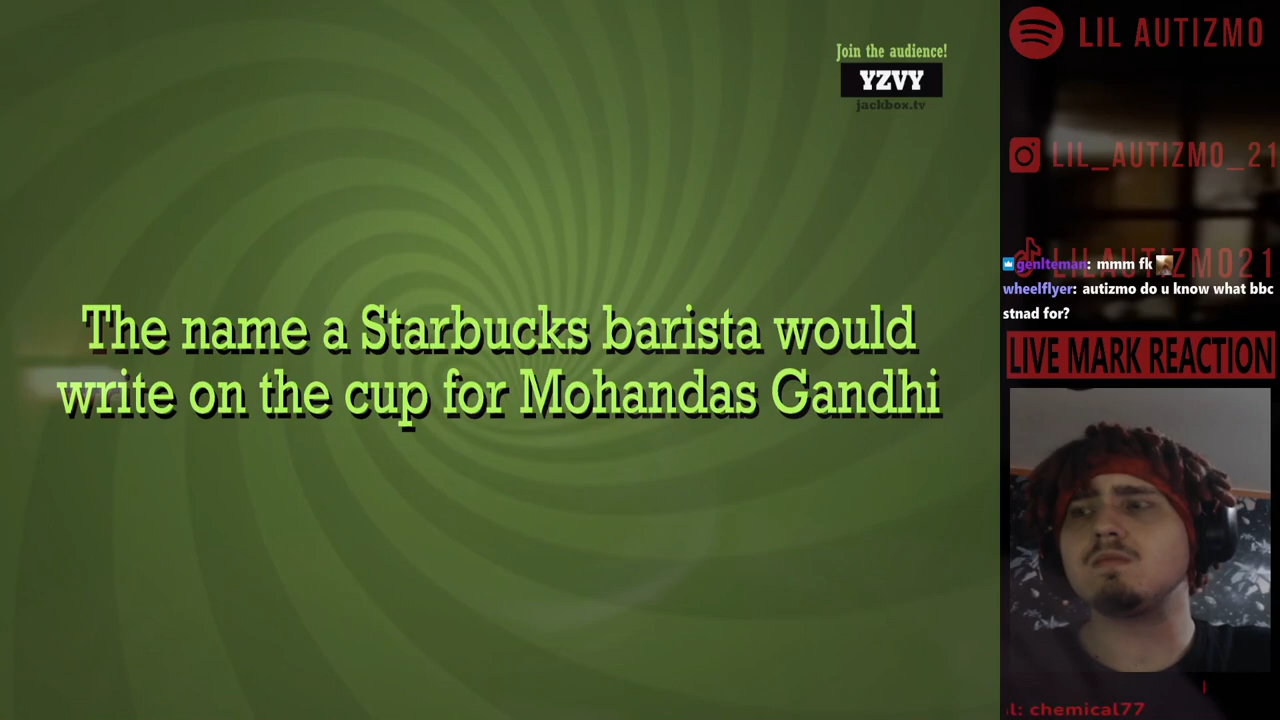 Join the audience!
YZVY
jackbox.tv
The name a Starbucks barista would
write on the cup for Mohandas Gandhi
LIL AUTIZMO
LIL_AUTIZMO_21
LILAUTIZMO21
genlteman: mmm fk
wheelflyer: autizmo do u know what bbc
stnad for?
LIVE MARK REACTION
l: chemical77